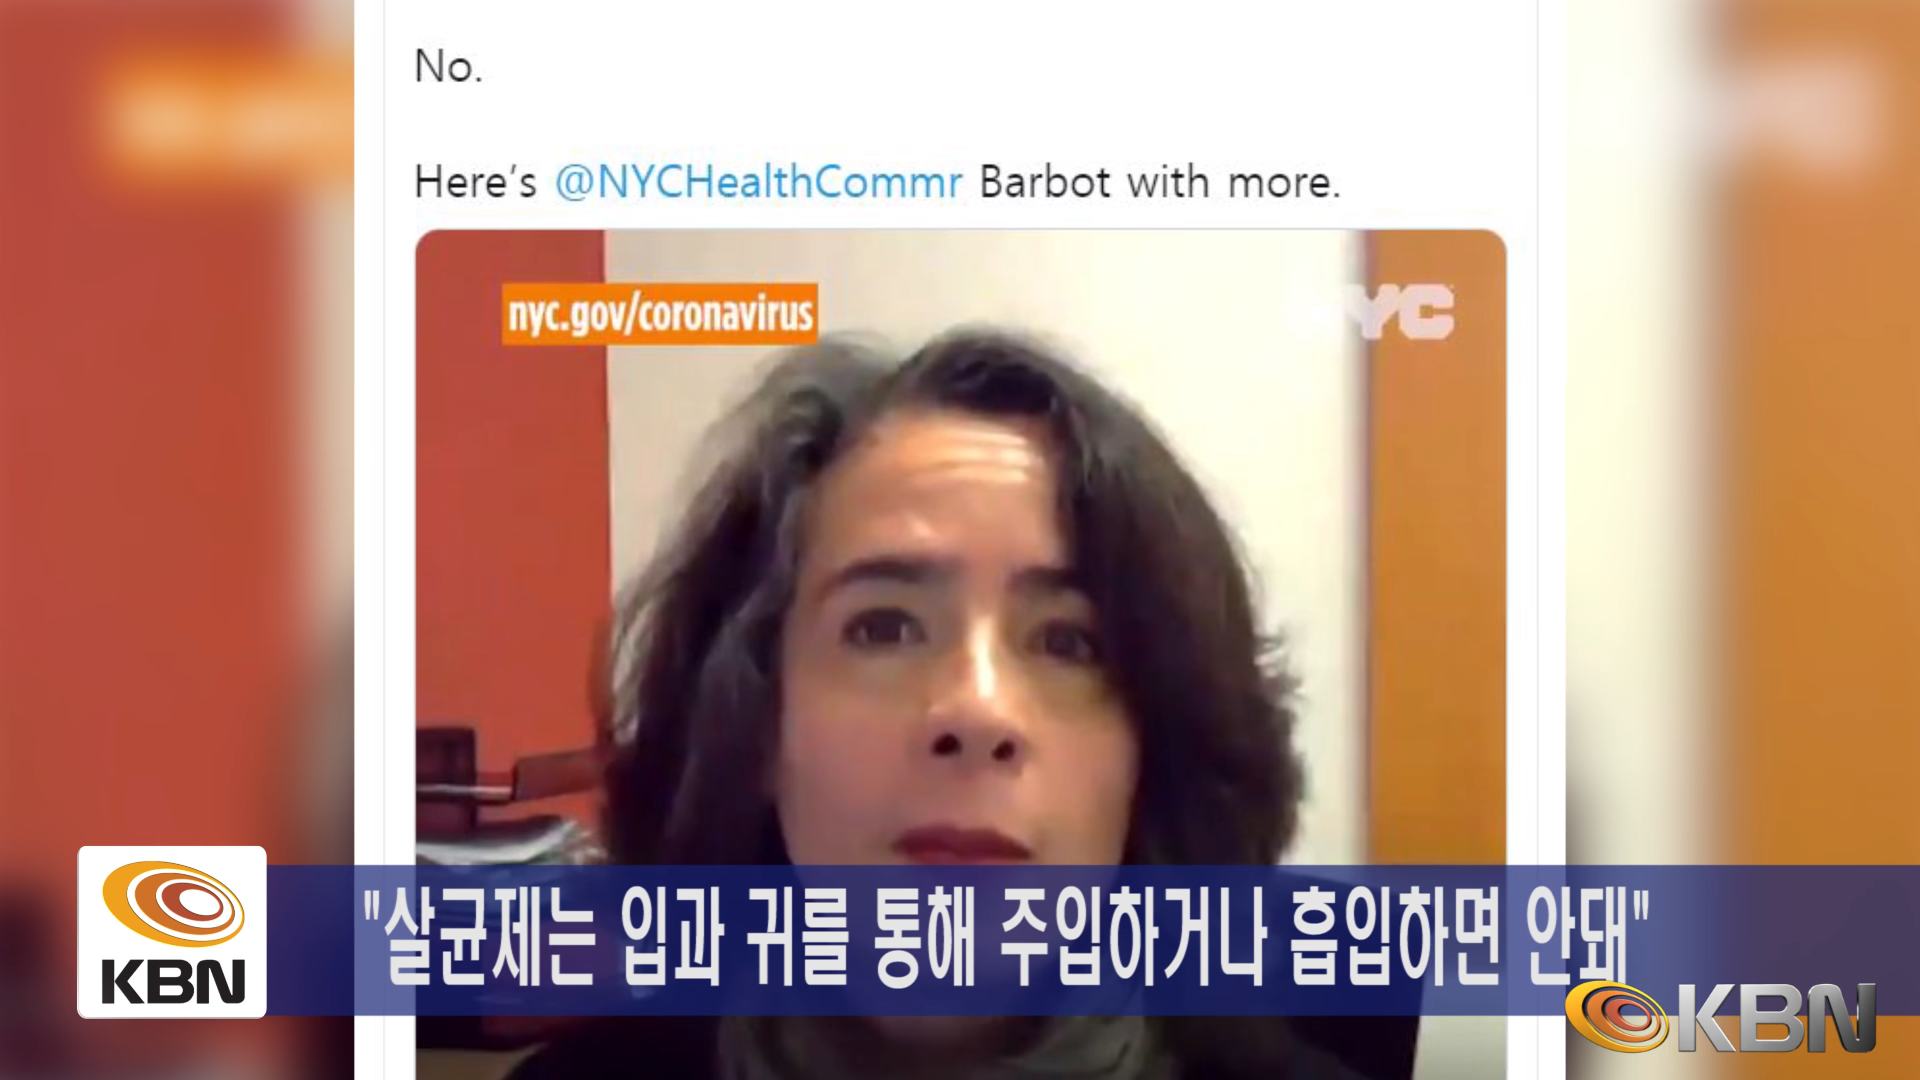 No.
Here's @NYCHealthCommr Barbot with more.
nyc.gov/coronavirus
YC
"살균제는 입과 귀를 통해 주입하거나 흡입하면 안돼"
KBN
KBN